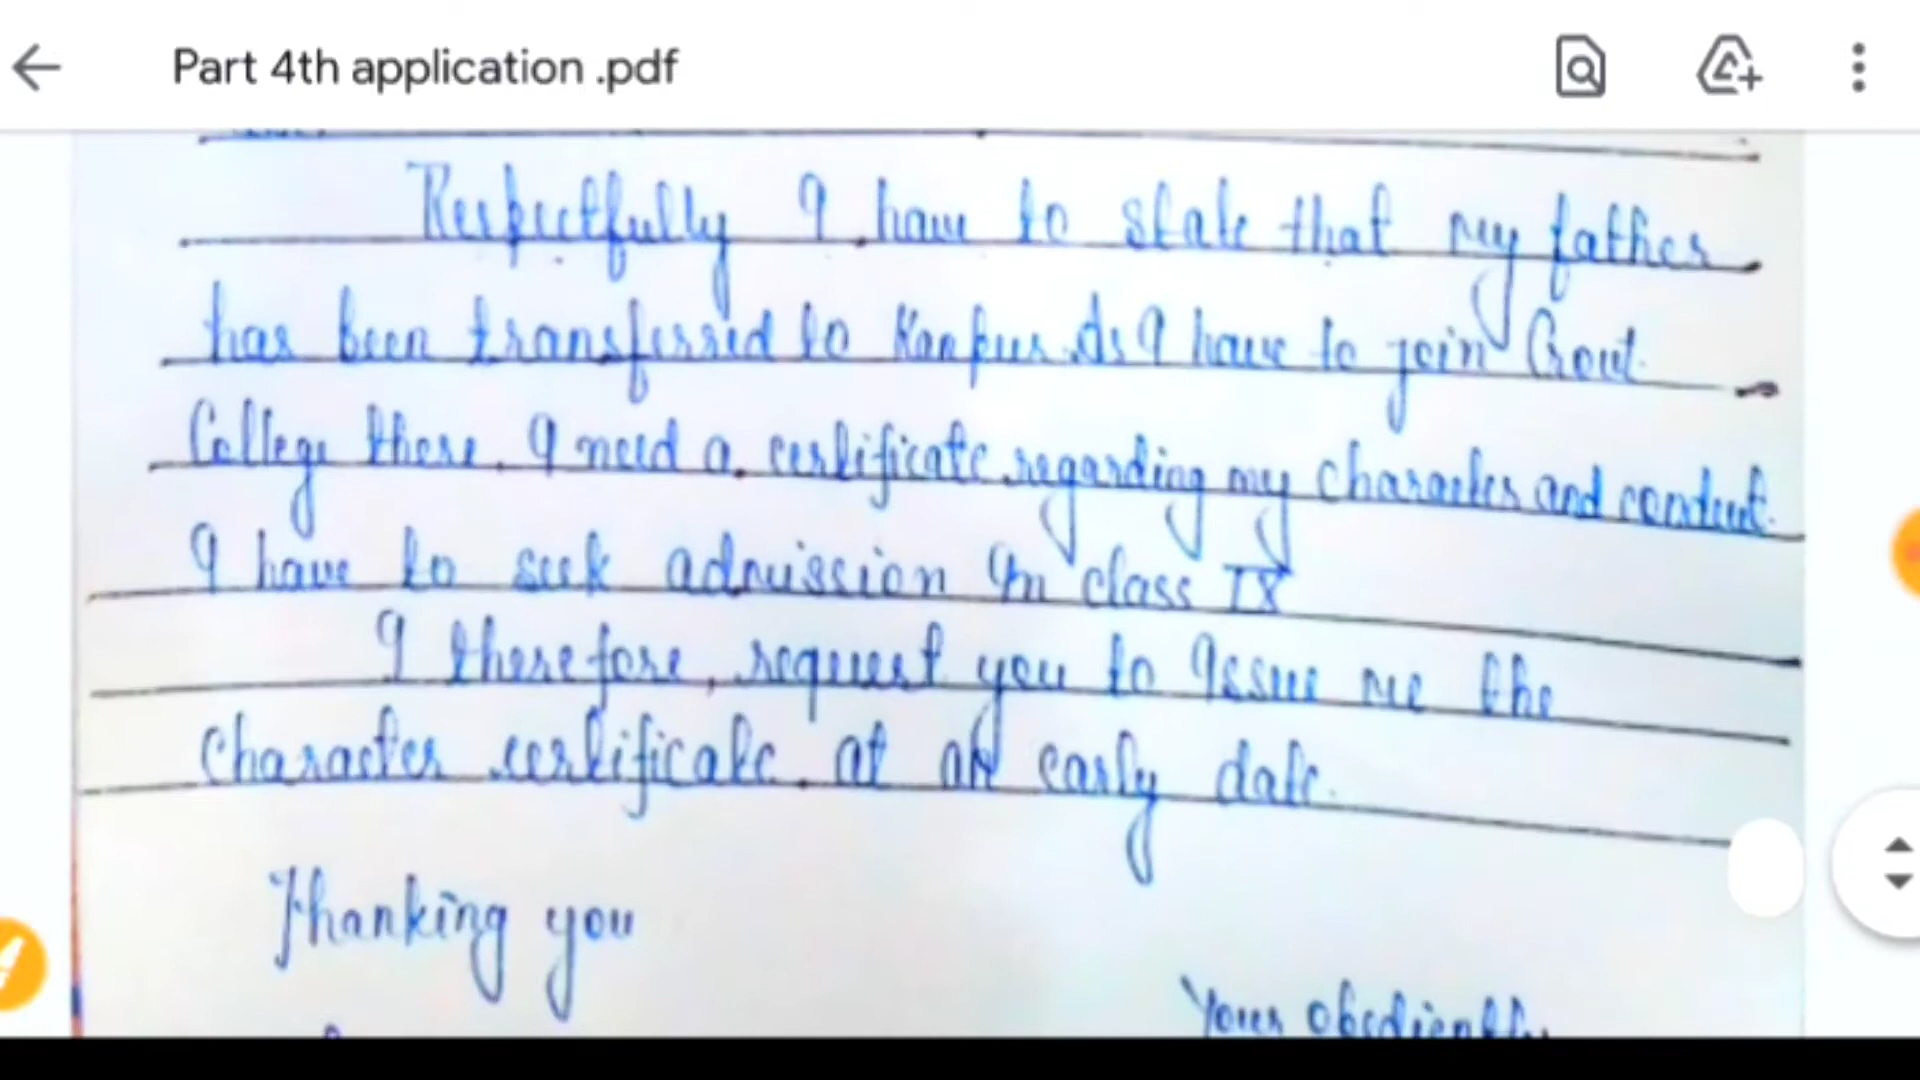 Part 4th application .pdf
Respectfully I have to state that my father
has been transferred to Kanpur. As I have to join Govt.
College there. I need a certificate regarding my character and conduct.
I have to seek admission In class IX
I therefore, request you to Issue me the
character certificate at an early date.
Thanking you
Your obediently